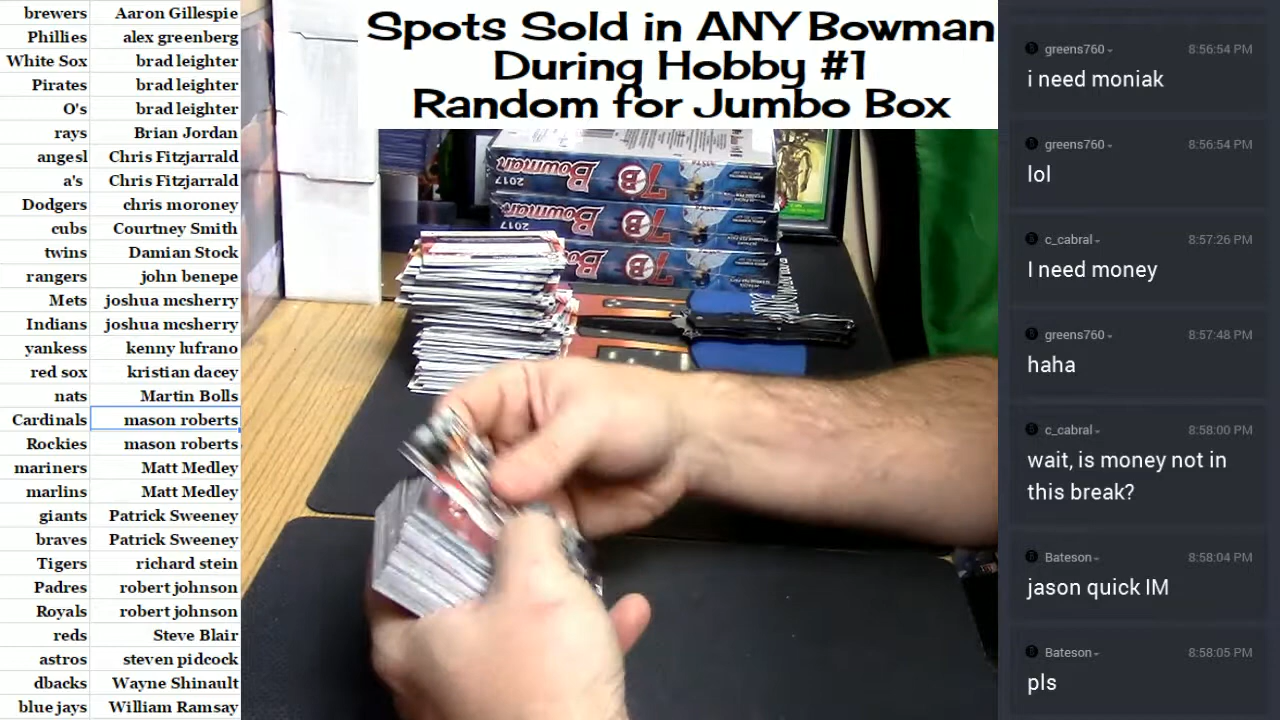 brewers Aaron Gillespie
Phillies alex greenberg
White Sox brad leighter
Pirates brad leighter
O's brad leighter
rays Brian Jordan
angesl Chris Fitzjarrald
a's Chris Fitzjarrald
Dodgers chris moroney
cubs Courtney Smith
twins Damian Stock
rangers john benepe
Mets joshua mcsherry
Indians joshua mcsherry
yankess kenny lufrano
red sox kristian dacey
nats Martin Bolls
Cardinals mason roberts
Rockies mason roberts
mariners Matt Medley
marlins Matt Medley
giants Patrick Sweeney
braves Patrick Sweeney
Tigers richard stein
Padres robert johnson
Royals robert johnson
reds Steve Blair
astros steven pidcock
dbacks Wayne Shinault
blue jays William Ramsay
Spots Sold in ANY Bowman
During Hobby #1
Random for Jumbo Box
Bowman 2017
Bowman 2017
Bowman
greens760 8:56:54 PM
i need moniak
greens760 8:56:54 PM
lol
c_cabral 8:57:26 PM
I need money
greens760 8:57:48 PM
haha
c_cabral 8:58:00 PM
wait, is money not in
this break?
Bateson 8:58:04 PM
jason quick IM
Bateson 8:58:05 PM
pls